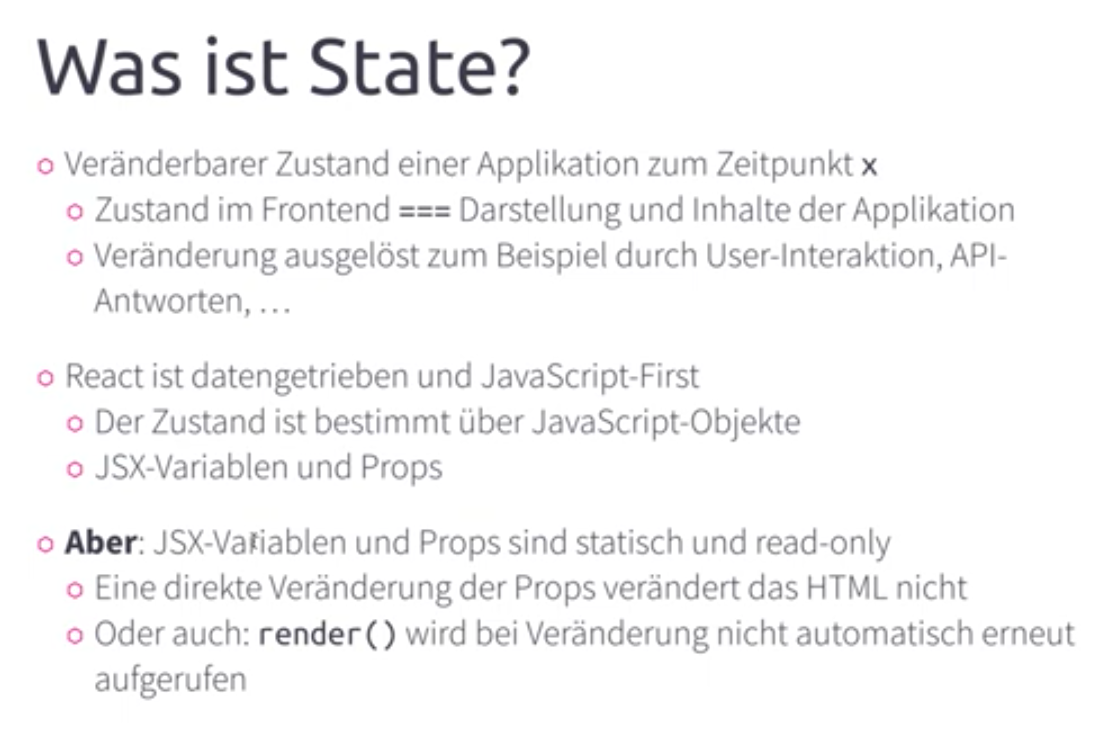 Was ist State?
Veränderbarer Zustand einer Applikation zum Zeitpunkt x
Zustand im Frontend === Darstellung und Inhalte der Applikation
Veränderung ausgelöst zum Beispiel durch User-Interaktion, API-
Antworten, …
React ist datengetrieben und JavaScript-First
Der Zustand ist bestimmt über JavaScript-Objekte
JSX-Variablen und Props
Aber: JSX-Variablen und Props sind statisch und read-only
Eine direkte Veränderung der Props verändert das HTML nicht
Oder auch: render() wird bei Veränderung nicht automatisch erneut
aufgerufen